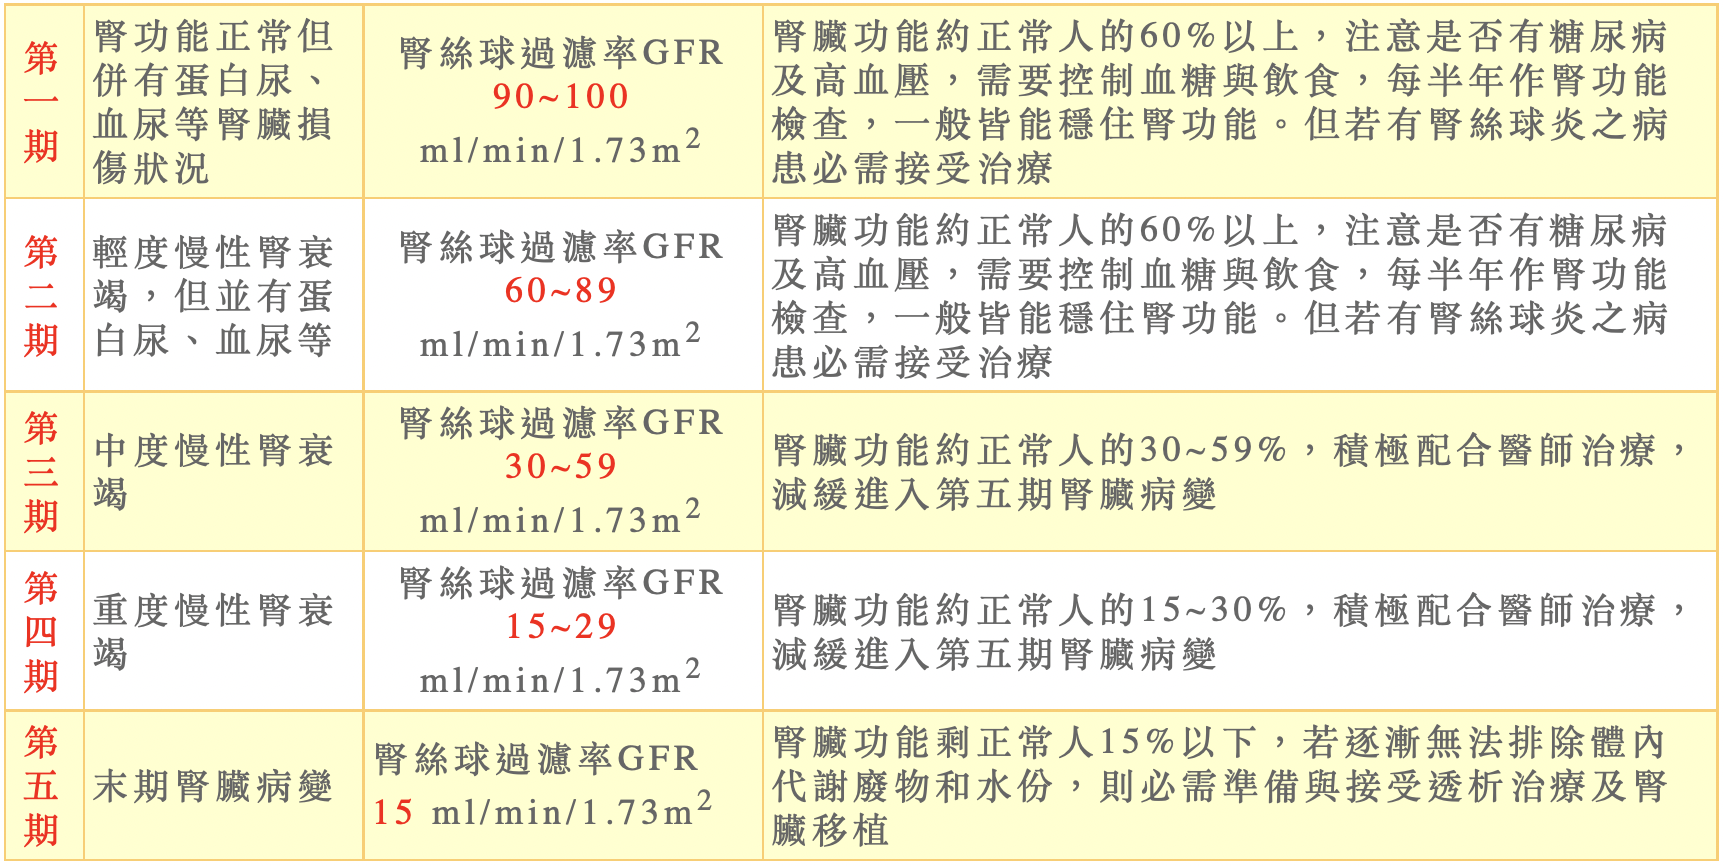 第一期
腎功能正常但
併有蛋白尿、
血尿等腎臟損
傷狀況
腎絲球過濾率GFR
90~100
ml/min/1.73m²
腎臟功能約正常人的60%以上，注意是否有糖尿病
及高血壓，需要控制血糖與飲食，每半年作腎功能
檢查，一般皆能穩住腎功能。但若有腎絲球炎之病
患必需接受治療
第二期
輕度慢性腎衰
竭，但並有蛋
白尿、血尿等
腎絲球過濾率GFR
60~89
ml/min/1.73m²
腎臟功能約正常人的60%以上，注意是否有糖尿病
及高血壓，需要控制血糖與飲食，每半年作腎功能
檢查，一般皆能穩住腎功能。但若有腎絲球炎之病
患必需接受治療
第三期
中度慢性腎衰
竭
腎絲球過濾率GFR
30~59
ml/min/1.73m²
腎臟功能約正常人的30~59%，積極配合醫師治療，
減緩進入第五期腎臟病變
第四期
重度慢性腎衰
竭
腎絲球過濾率GFR
15~29
ml/min/1.73m²
腎臟功能約正常人的15~30%，積極配合醫師治療，
減緩進入第五期腎臟病變
第五期
末期腎臟病變
腎絲球過濾率GFR
15 ml/min/1.73m²
腎臟功能剩正常人15%以下，若逐漸無法排除體內
代謝廢物和水份，則必需準備與接受透析治療及腎
臟移植